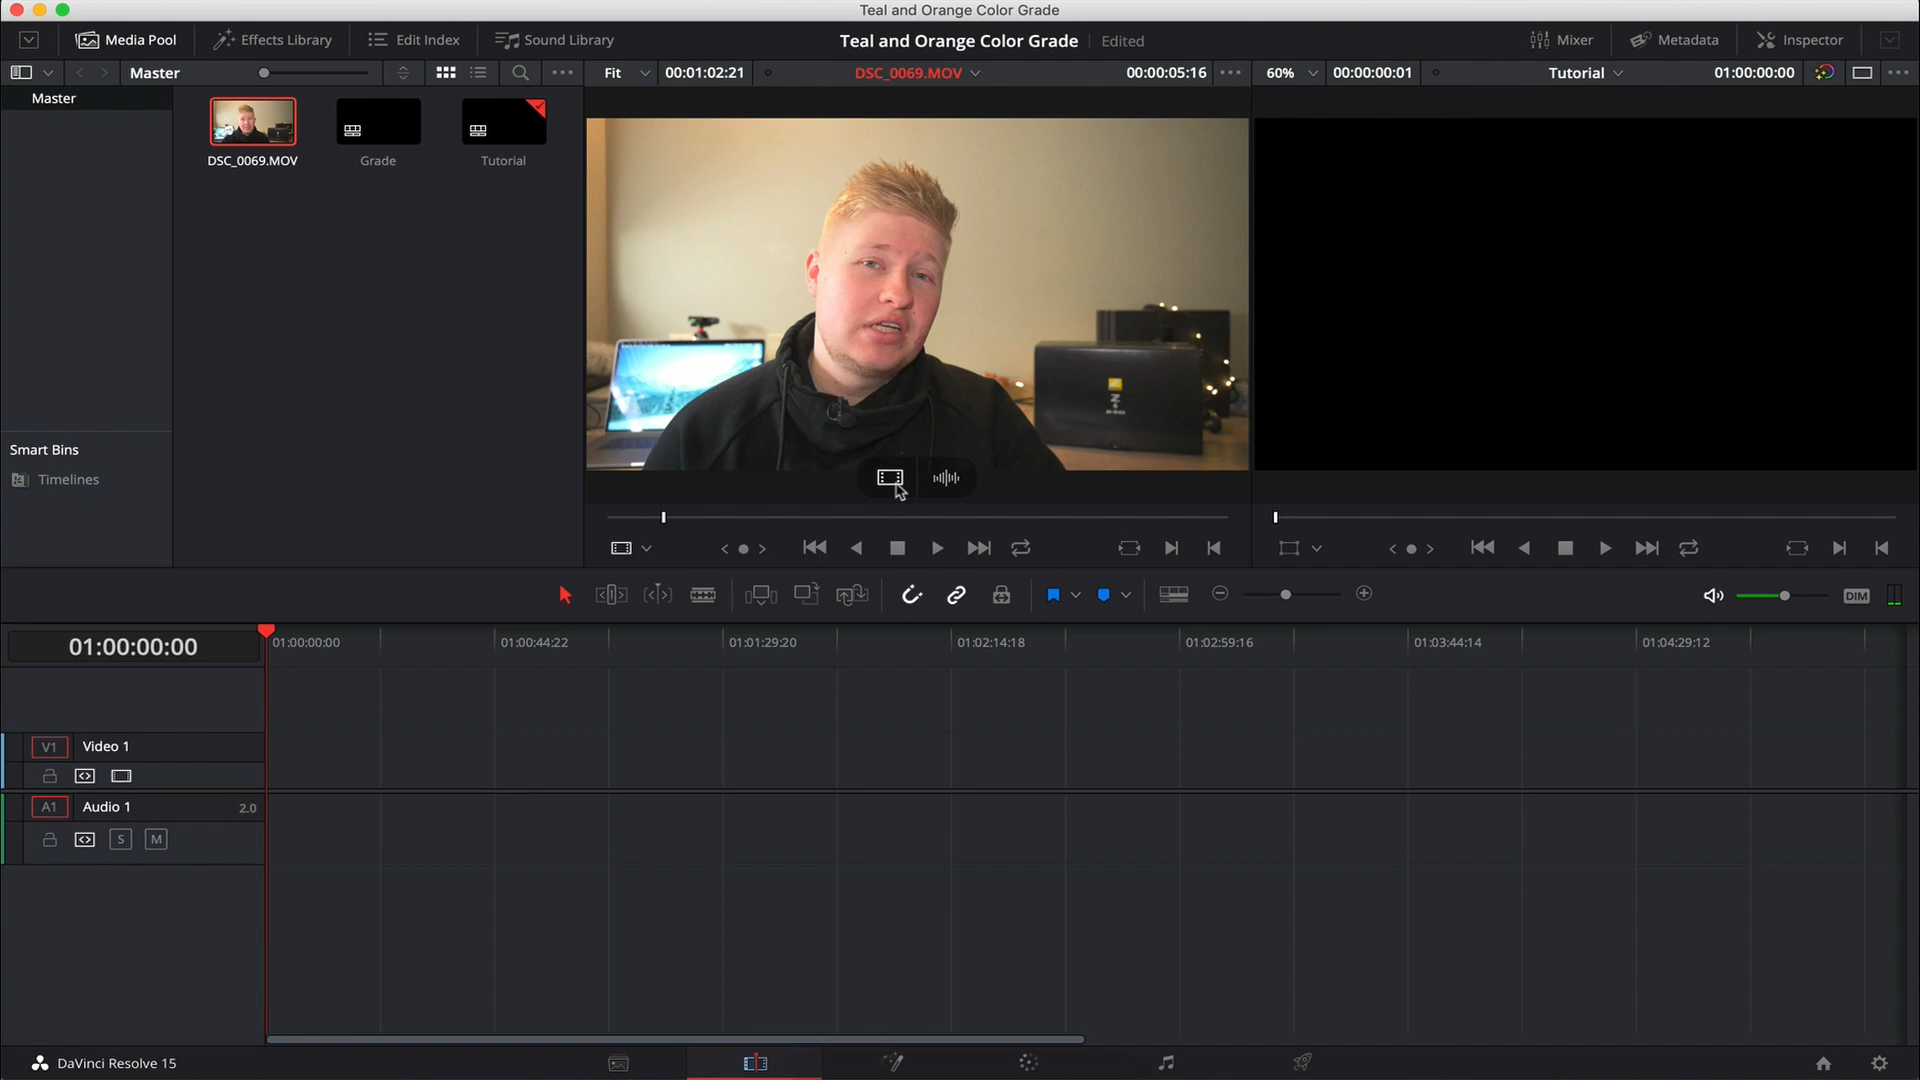 Teal and Orange Color Grade
Media Pool
Effects Library
Edit Index
Sound Library
Teal and Orange Color Grade
Edited
Mixer
Metadata
Inspector
Master
Fit
00:01:02:21
DSC_0069.MOV
00:00:05:16
60%
00:00:00:01
Tutorial
01:00:00:00
Master
DSC_0069.MOV
Grade
Tutorial
Smart Bins
Timelines
DIM
01:00:00:00
01:00:00:00
01:00:44:22
01:01:29:20
01:02:14:18
01:02:59:16
01:03:44:14
01:04:29:12
V1
Video 1
A1
Audio 1
2.0
S
M
DaVinci Resolve 15